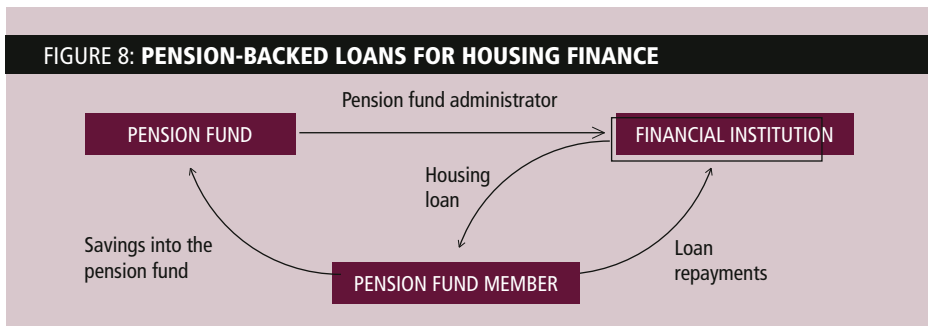 FIGURE 8: PENSION-BACKED LOANS FOR HOUSING FINANCE
Pension fund administrator
PENSION FUND
FINANCIAL INSTITUTION
Housing
loan
Savings into the
pension fund
Loan
repayments
PENSION FUND MEMBER